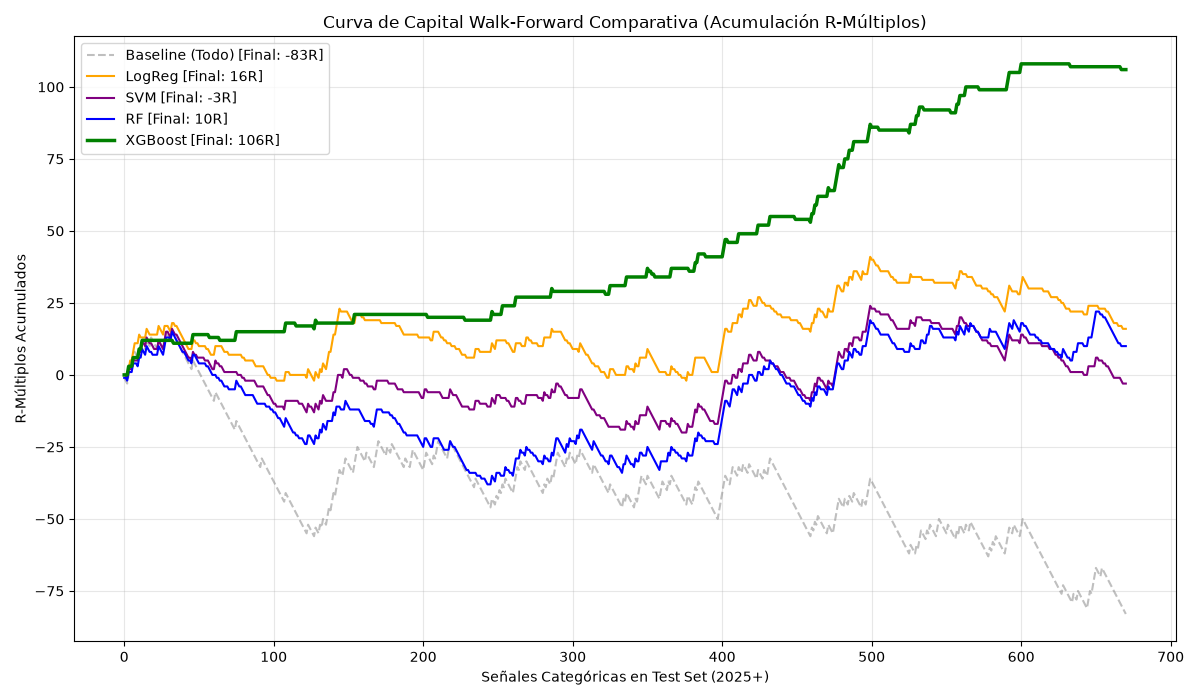 Curva de Capital Walk-Forward Comparativa (Acumulación R-Múltiplos)
Baseline (Todo) [Final: -83R]
LogReg [Final: 16R]
SVM [Final: -3R]
RF [Final: 10R]
XGBoost [Final: 106R]
R-Múltiplos Acumulados
100
75
50
25
0
−25
−50
−75
0 100 200 300 400 500 600 700
Señales Categóricas en Test Set (2025+)